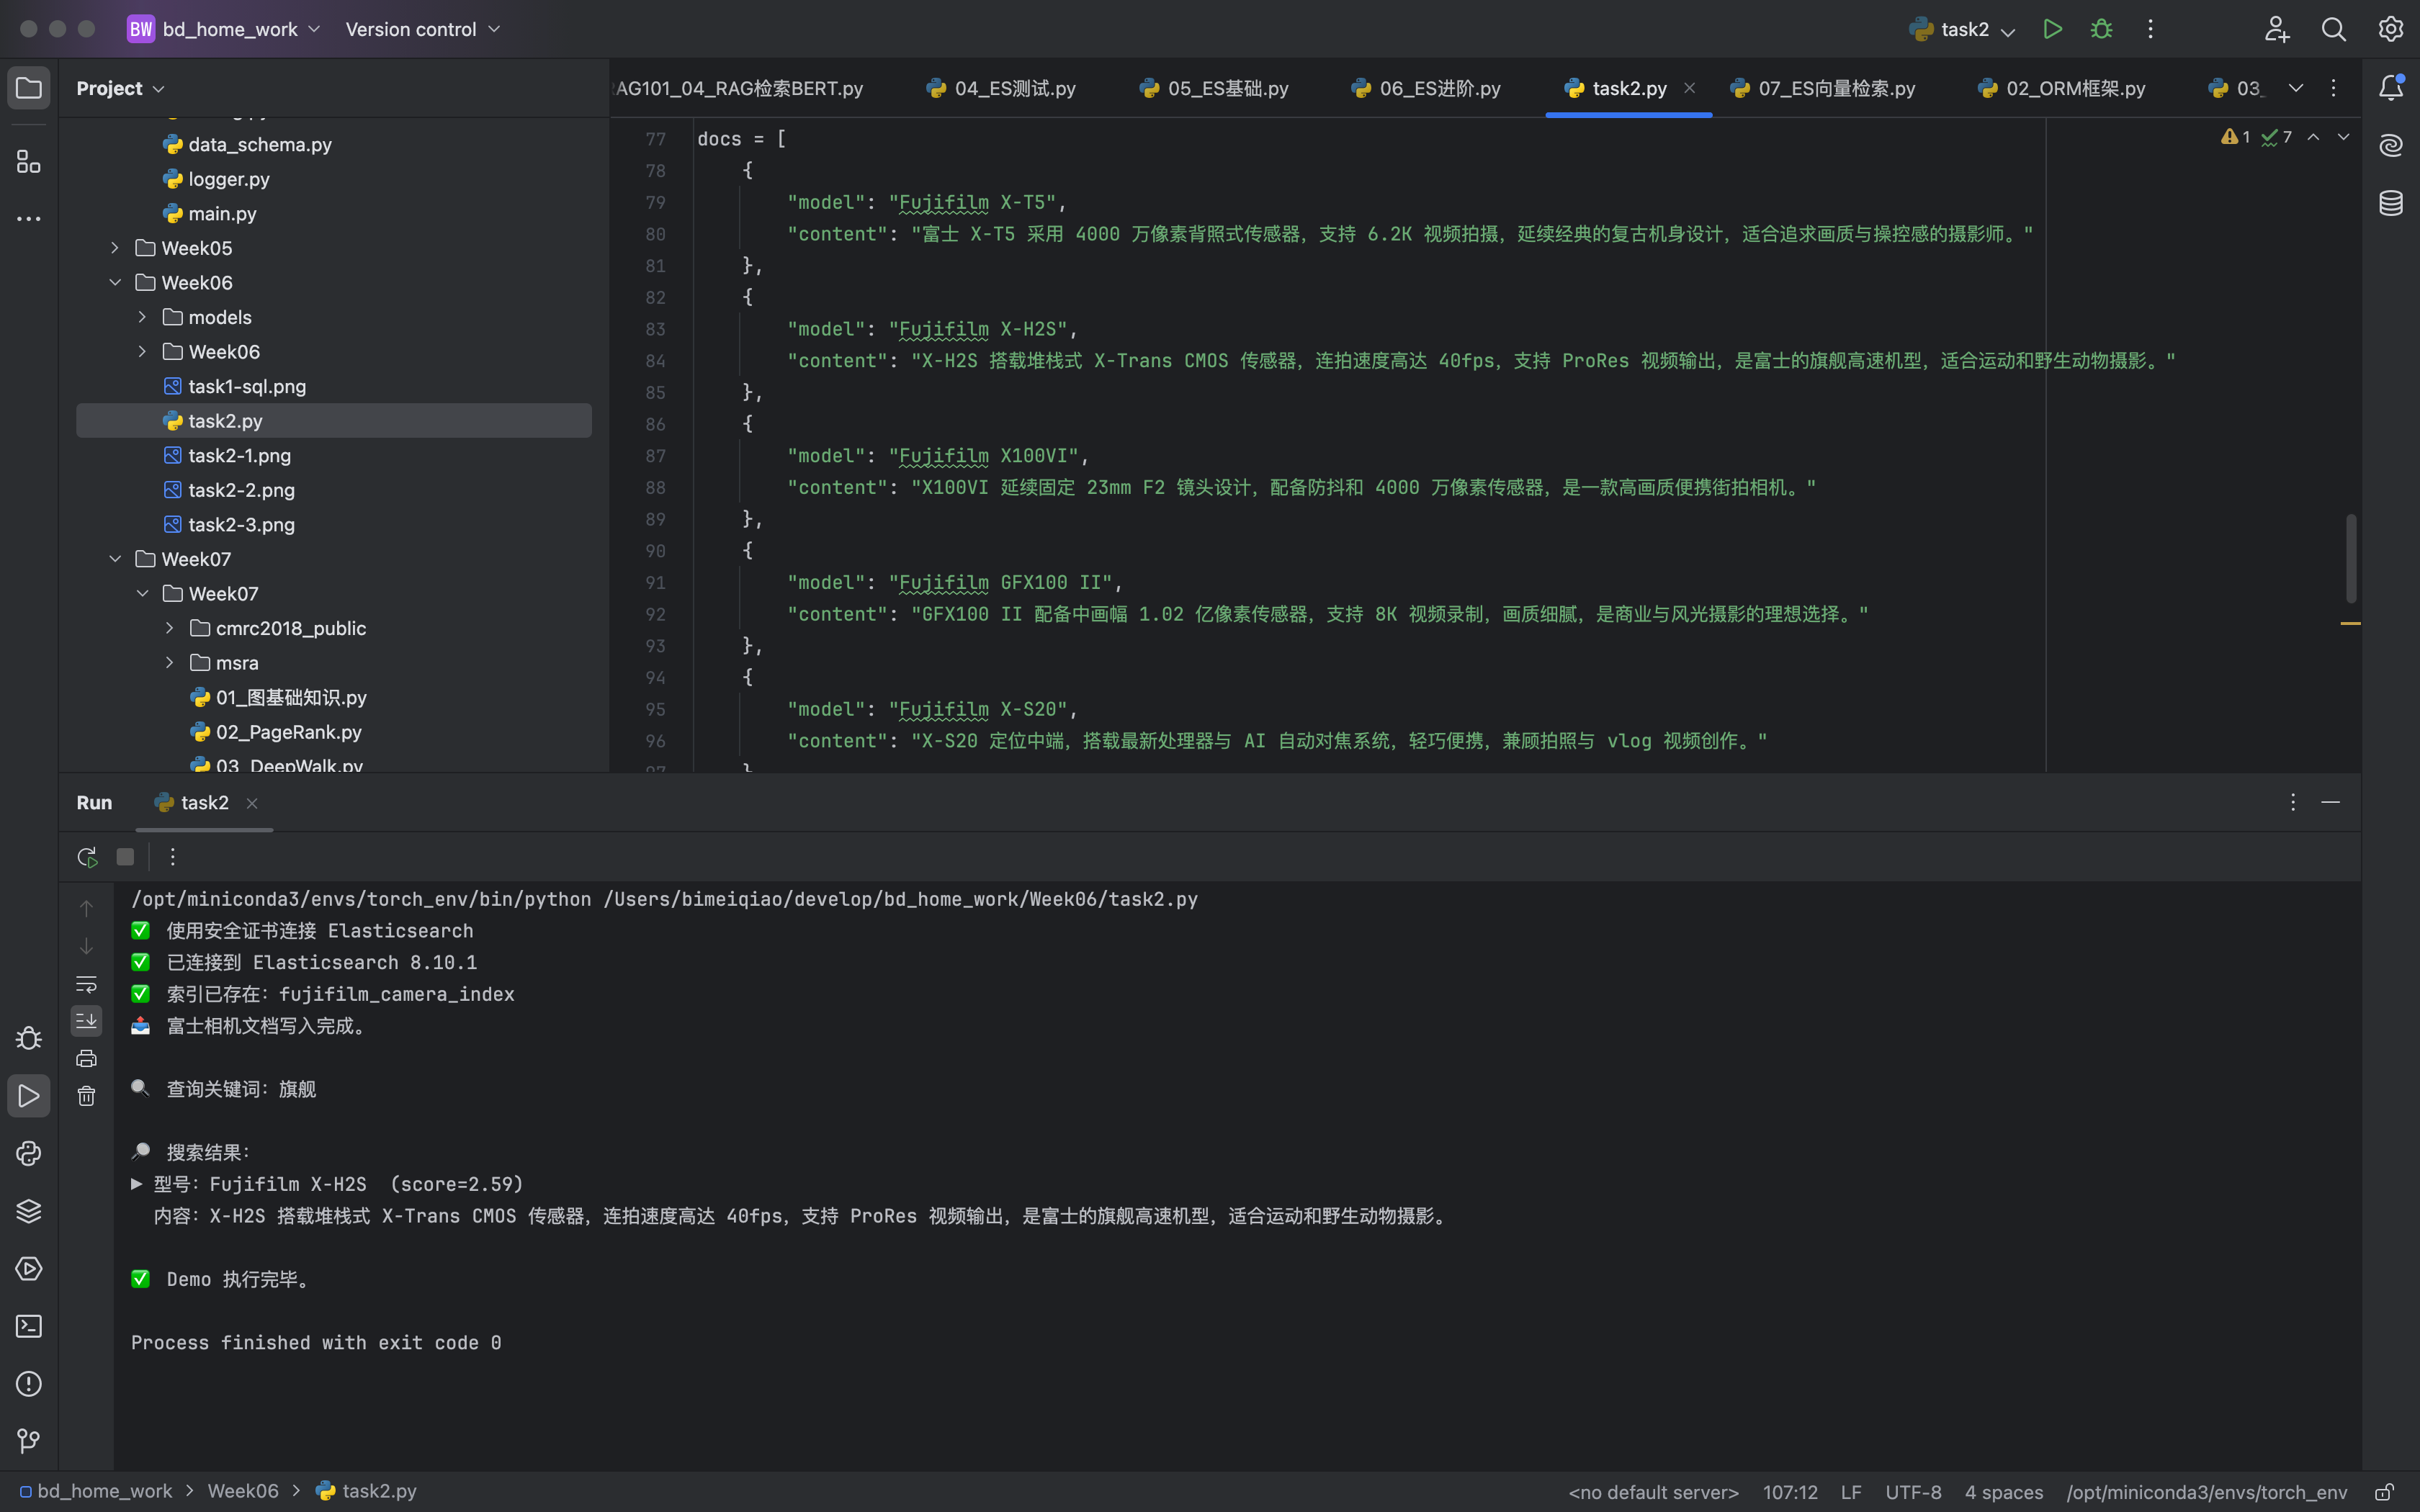 BW bd_home_work Version control task2
Project
AG101_04_RAG检索BERT.py 04_ES测试.py 05_ES基础.py 06_ES进阶.py task2.py 07_ES向量检索.py 02_ORM框架.py 03_
data_schema.py
logger.py
main.py
Week05
Week06
models
Week06
task1-sql.png
task2.py
task2-1.png
task2-2.png
task2-3.png
Week07
Week07
cmrc2018_public
msra
01_图基础知识.py
02_PageRank.py
03_DeepWalk.py
1 7
77 docs = [
78 {
79 "model": "Fujifilm X-T5",
80 "content": "富士 X-T5 采用 4000 万像素背照式传感器，支持 6.2K 视频拍摄，延续经典的复古机身设计，适合追求画质与操控感的摄影师。"
81 },
82 {
83 "model": "Fujifilm X-H2S",
84 "content": "X-H2S 搭载堆栈式 X-Trans CMOS 传感器，连拍速度高达 40fps，支持 ProRes 视频输出，是富士的旗舰高速机型，适合运动和野生动物摄影。"
85 },
86 {
87 "model": "Fujifilm X100VI",
88 "content": "X100VI 延续固定 23mm F2 镜头设计，配备防抖和 4000 万像素传感器，是一款高画质便携街拍相机。"
89 },
90 {
91 "model": "Fujifilm GFX100 II",
92 "content": "GFX100 II 配备中画幅 1.02 亿像素传感器，支持 8K 视频录制，画质细腻，是商业与风光摄影的理想选择。"
93 },
94 {
95 "model": "Fujifilm X-S20",
96 "content": "X-S20 定位中端，搭载最新处理器与 AI 自动对焦系统，轻巧便携，兼顾拍照与 vlog 视频创作。"
97 }
Run task2
/opt/miniconda3/envs/torch_env/bin/python /Users/bimeiqiao/develop/bd_home_work/Week06/task2.py
✅ 使用安全证书连接 Elasticsearch
✅ 已连接到 Elasticsearch 8.10.1
✅ 索引已存在：fujifilm_camera_index
📤 富士相机文档写入完成。
🔍 查询关键词：旗舰
🔎 搜索结果：
▶ 型号：Fujifilm X-H2S (score=2.59)
内容：X-H2S 搭载堆栈式 X-Trans CMOS 传感器，连拍速度高达 40fps，支持 ProRes 视频输出，是富士的旗舰高速机型，适合运动和野生动物摄影。
✅ Demo 执行完毕。
Process finished with exit code 0
bd_home_work > Week06 > task2.py <no default server> 107:12 LF UTF-8 4 spaces /opt/miniconda3/envs/torch_env